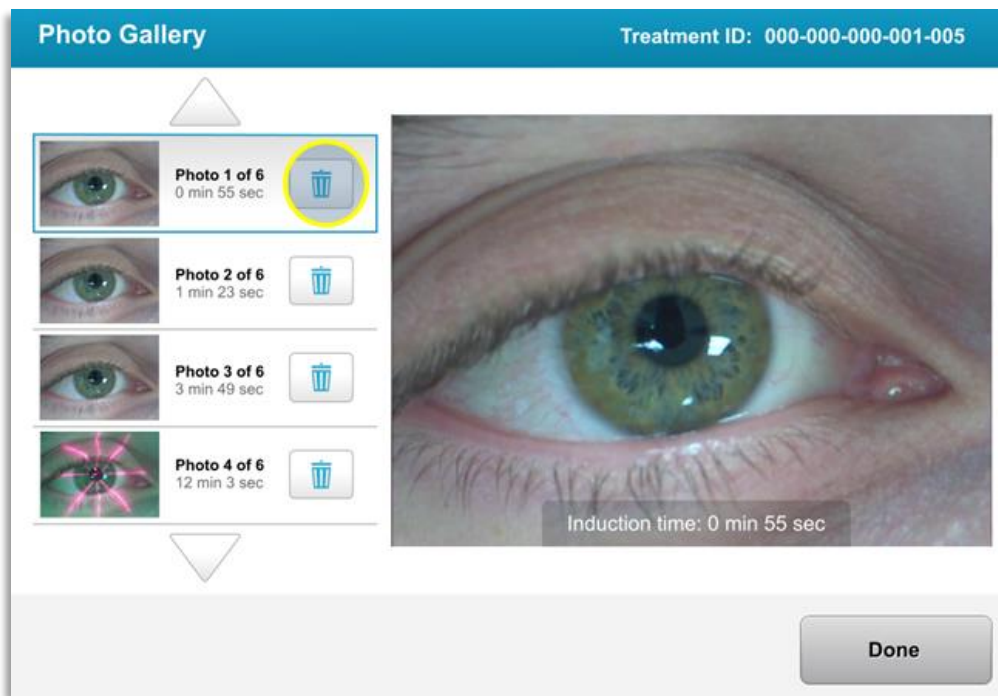 Photo Gallery
Treatment ID: 000-000-000-001-005
Photo 1 of 6
0 min 55 sec
Photo 2 of 6
1 min 23 sec
Photo 3 of 6
3 min 49 sec
Photo 4 of 6
12 min 3 sec
Induction time: 0 min 55 sec
Done